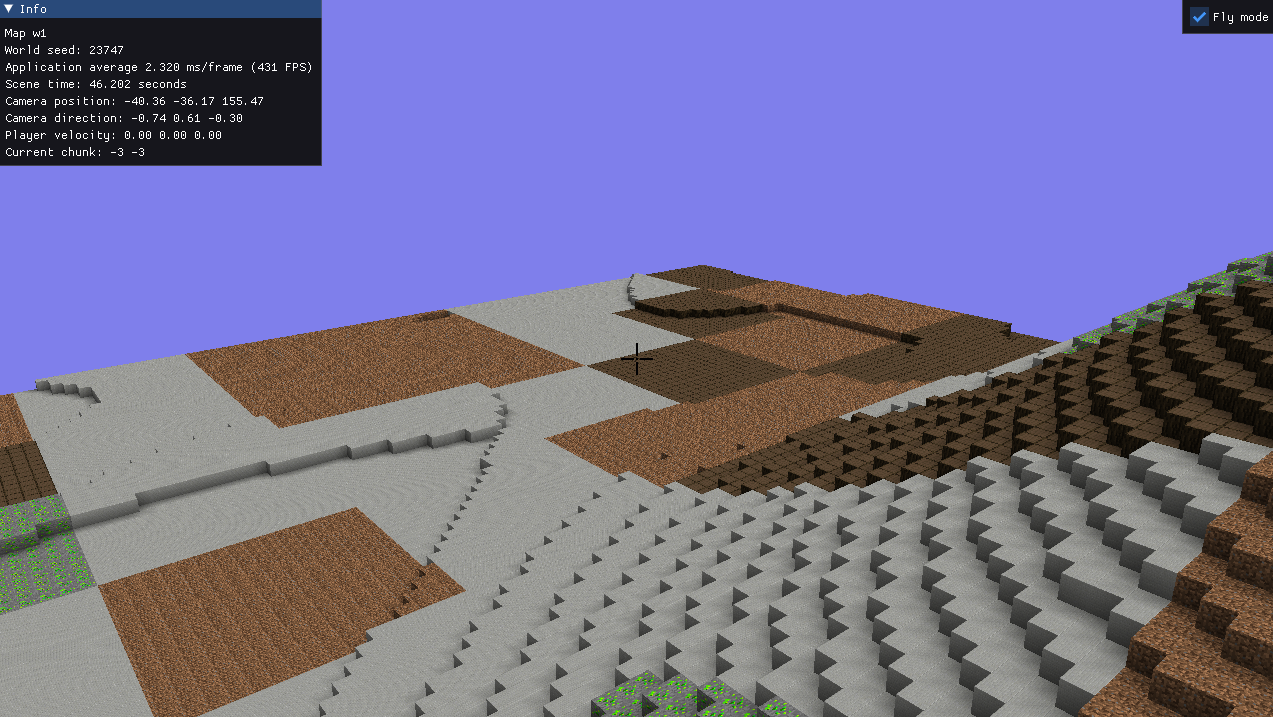 Info
Map w1
World seed: 23747
Application average 2.320 ms/frame (431 FPS)
Scene time: 46.202 seconds
Camera position: -40.36 -36.17 155.47
Camera direction: -0.74 0.61 -0.30
Player velocity: 0.00 0.00 0.00
Current chunk: -3 -3
Fly mode